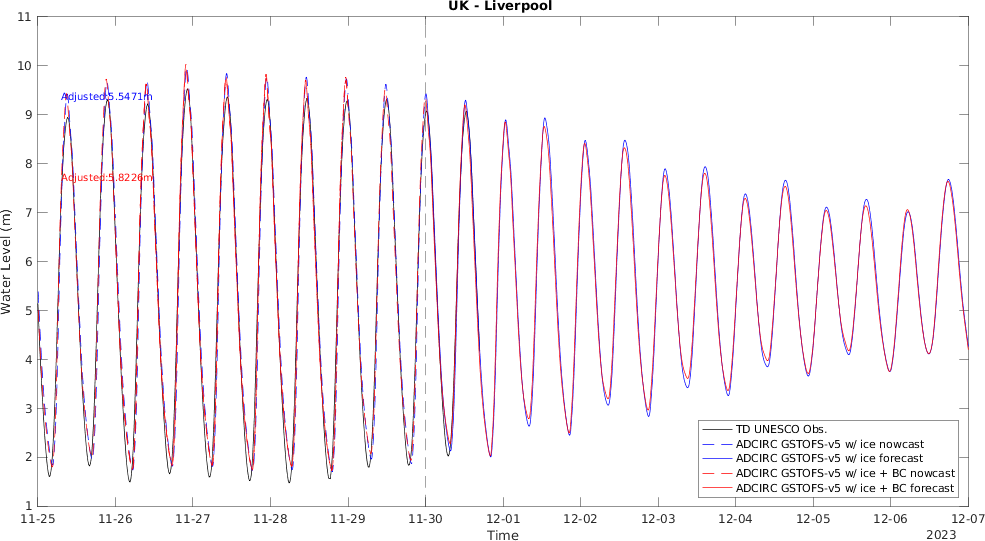 UK - Liverpool
11
10
9
8
7
6
5
4
3
2
1
Water Level (m)
Adjusted:5.5471m
Adjusted:5.8226m
TD UNESCO Obs.
ADCIRC GSTOFS-v5 w/ ice nowcast
ADCIRC GSTOFS-v5 w/ ice forecast
ADCIRC GSTOFS-v5 w/ ice + BC nowcast
ADCIRC GSTOFS-v5 w/ ice + BC forecast
11-25 11-26 11-27 11-28 11-29 11-30 12-01 12-02 12-03 12-04 12-05 12-06 12-07
Time
2023